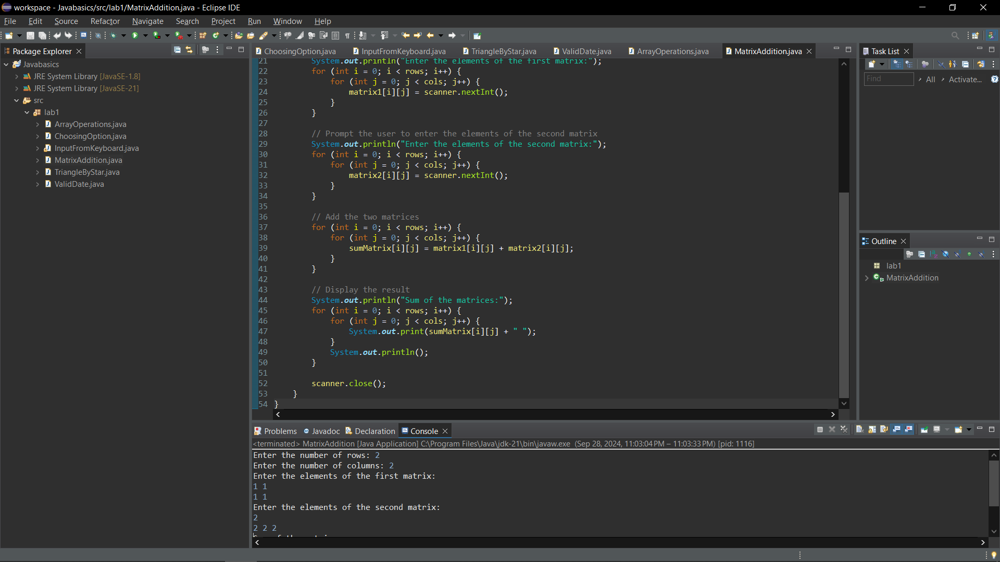 workspace - Javabasics/src/lab1/MatrixAddition.java - Eclipse IDE
File Edit Source Refactor Navigate Search Project Run Window Help
Package Explorer
Javabasics
JRE System Library [JavaSE-1.8]
JRE System Library [JavaSE-21]
src
lab1
ArrayOperations.java
ChoosingOption.java
InputFromKeyboard.java
MatrixAddition.java
TriangleByStar.java
ValidDate.java
ChoosingOption.java InputFromKeyboard.java TriangleByStar.java ValidDate.java ArrayOperations.java MatrixAddition.java
21 System.out.println("Enter the elements of the first matrix:");
22 for (int i = 0; i < rows; i++) {
23 for (int j = 0; j < cols; j++) {
24 matrix1[i][j] = scanner.nextInt();
25 }
26 }
27
28 // Prompt the user to enter the elements of the second matrix
29 System.out.println("Enter the elements of the second matrix:");
30 for (int i = 0; i < rows; i++) {
31 for (int j = 0; j < cols; j++) {
32 matrix2[i][j] = scanner.nextInt();
33 }
34 }
35
36 // Add the two matrices
37 for (int i = 0; i < rows; i++) {
38 for (int j = 0; j < cols; j++) {
39 sumMatrix[i][j] = matrix1[i][j] + matrix2[i][j];
40 }
41 }
42
43 // Display the result
44 System.out.println("Sum of the matrices:");
45 for (int i = 0; i < rows; i++) {
46 for (int j = 0; j < cols; j++) {
47 System.out.print(sumMatrix[i][j] + " ");
48 }
49 System.out.println();
50 }
51
52 scanner.close();
53 }
54 }
Task List
Find All Activate...
Outline
lab1
MatrixAddition
Problems Javadoc Declaration Console
<terminated> MatrixAddition [Java Application] C:\Program Files\Java\jdk-21\bin\javaw.exe (Sep 28, 2024, 11:03:04 PM – 11:03:33 PM) [pid: 1116]
Enter the number of rows: 2
Enter the number of columns: 2
Enter the elements of the first matrix:
1 1
1 1
Enter the elements of the second matrix:
2
2 2 2